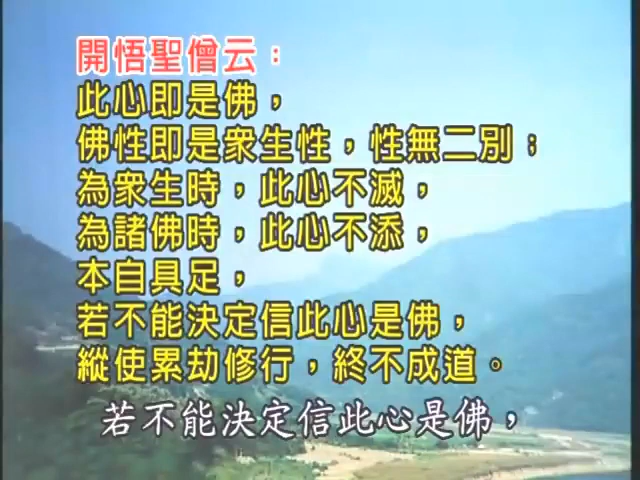 開悟聖僧云：
此心即是佛，
佛性即是衆生性，性無二別；
為衆生時，此心不滅，
為諸佛時，此心不添，
本自具足，
若不能決定信此心是佛，
縱使累劫修行，終不成道。
若不能決定信此心是佛，